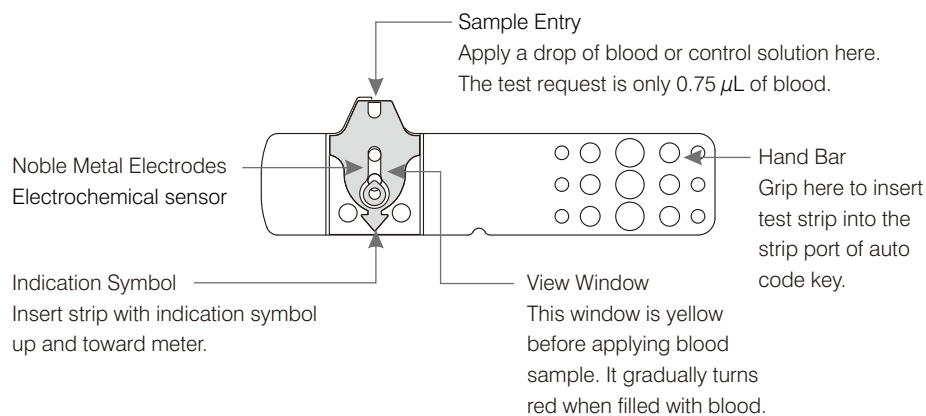 Sample Entry
Apply a drop of blood or control solution here.
The test request is only 0.75 μL of blood.
Noble Metal Electrodes
Electrochemical sensor
Hand Bar
Grip here to insert
test strip into the
strip port of auto
code key.
Indication Symbol
Insert strip with indication symbol
up and toward meter.
View Window
This window is yellow
before applying blood
sample. It gradually turns
red when filled with blood.